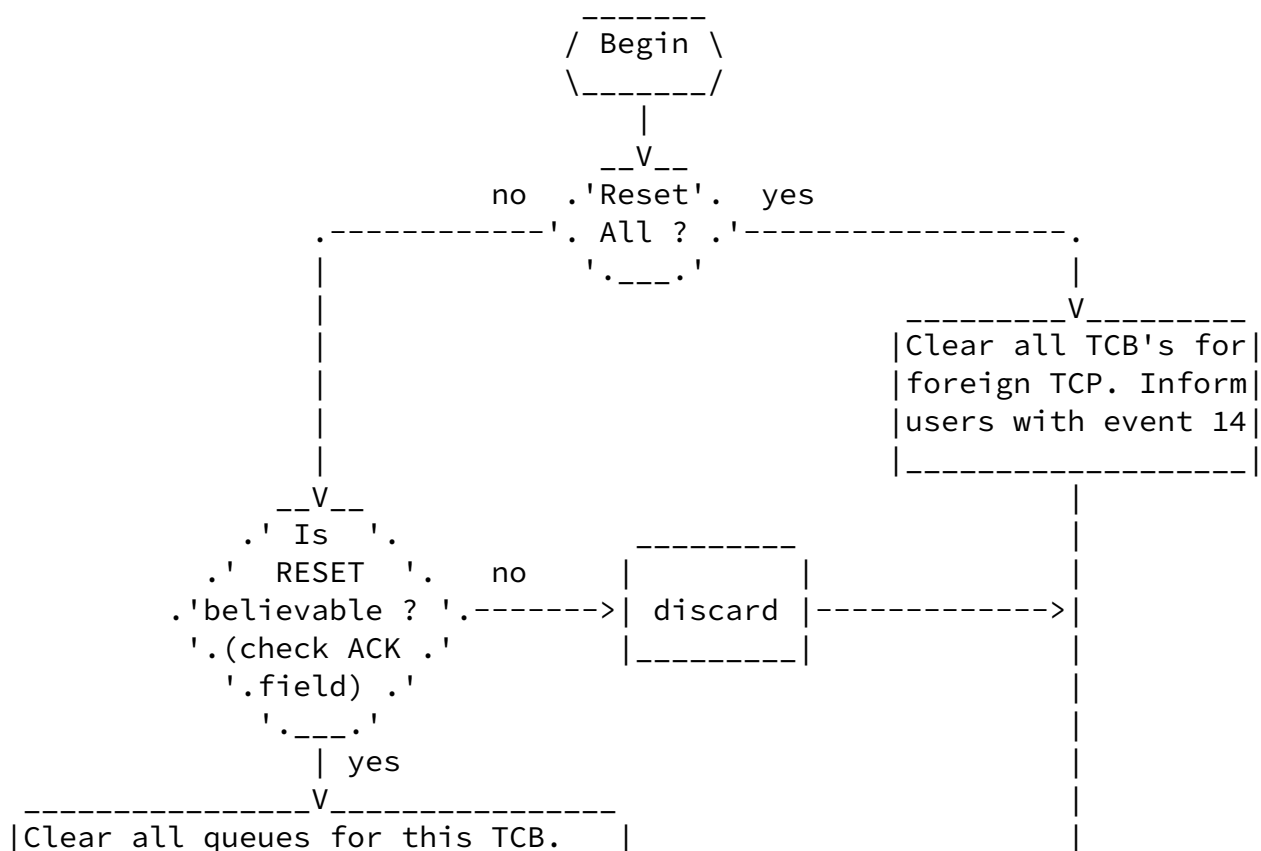 Begin
no Reset yes
All ?
Clear all TCB's for
foreign TCP. Inform
users with event 14
Is
RESET no
believable ? discard
(check ACK
field)
yes
Clear all queues for this TCB.